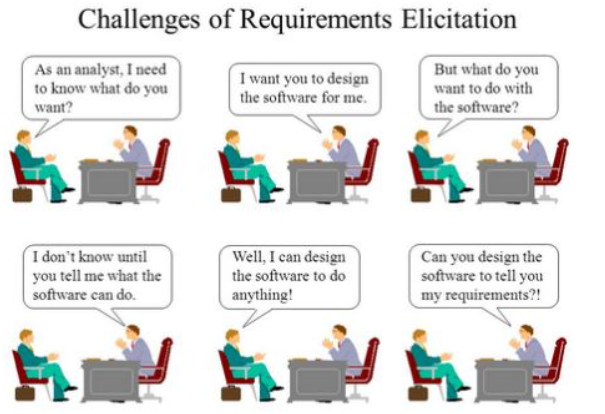 Challenges of Requirements Elicitation
As an analyst, I need
to know what do you
want?
I want you to design
the software for me.
But what do you
want to do with
the software?
I don't know until
you tell me what the
software can do.
Well, I can design
the software to do
anything!
Can you design the
software to tell you
my requirements?!